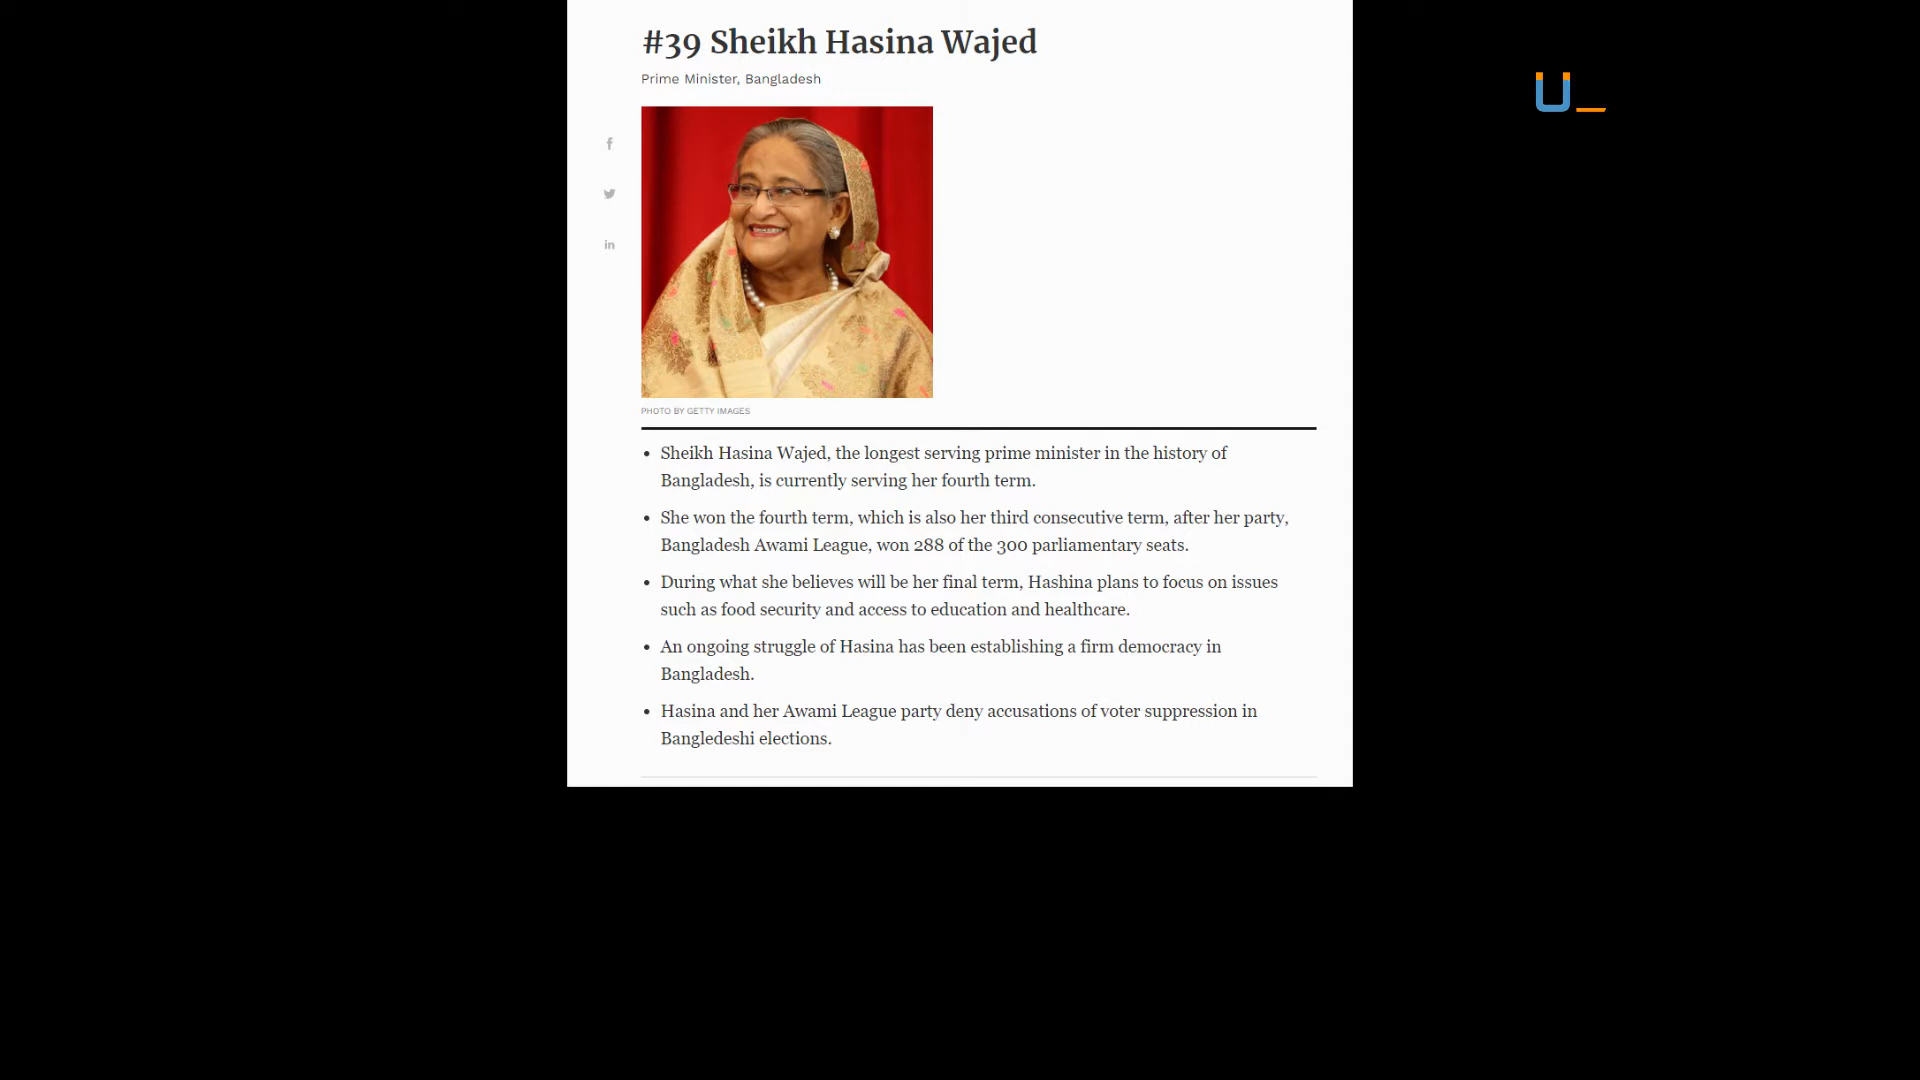 #39 Sheikh Hasina Wajed
Prime Minister, Bangladesh
U_
f
in
PHOTO BY GETTY IMAGES
• Sheikh Hasina Wajed, the longest serving prime minister in the history of
Bangladesh, is currently serving her fourth term.
• She won the fourth term, which is also her third consecutive term, after her party,
Bangladesh Awami League, won 288 of the 300 parliamentary seats.
• During what she believes will be her final term, Hashina plans to focus on issues
such as food security and access to education and healthcare.
• An ongoing struggle of Hasina has been establishing a firm democracy in
Bangladesh.
• Hasina and her Awami League party deny accusations of voter suppression in
Bangledeshi elections.